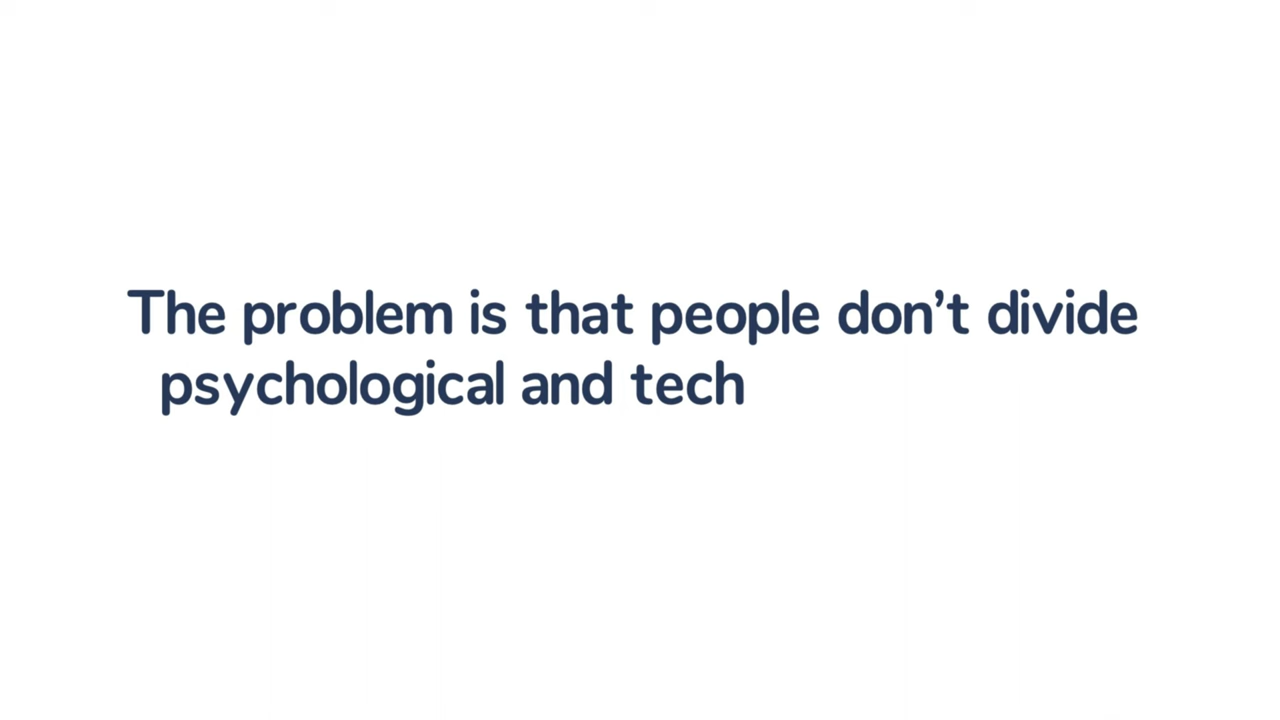 The problem is that people don’t divide
psychological and tech